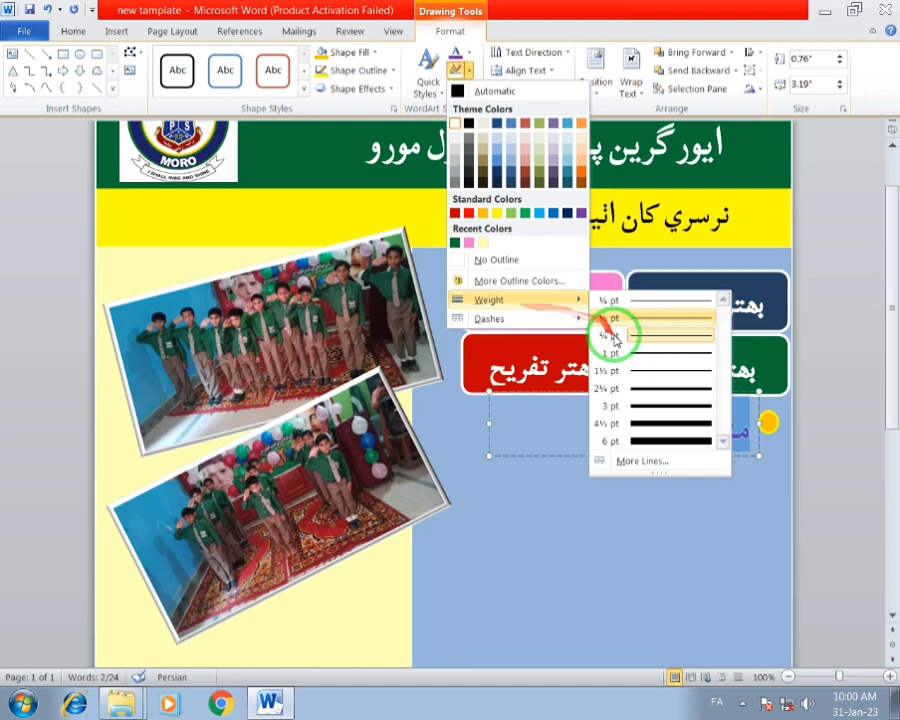 new tamplate - Microsoft Word (Product Activation Failed)
Drawing Tools
File
Home
Insert
Page Layout
References
Mailings
Review
View
Format
Abc
Abc
Abc
Shape Fill
Shape Outline
Shape Effects
Quick
Styles
Text Direction
Align Text
Wrap
Text
Bring Forward
Send Backward
Selection Pane
0.76"
3.19"
Insert Shapes
Shape Styles
WordArt
Arrange
Size
Automatic
Theme Colors
Standard Colors
Recent Colors
No Outline
More Outline Colors...
Weight
Dashes
¼ pt
pt
¾ pt
1 pt
1½ pt
2¼ pt
3 pt
4½ pt
6 pt
More Lines...
P S
MORO
I SHALL RISE AND SHINE
ايور گرين
ول مورو
نرسري کان
بهتر
تفريح
Page: 1 of 1
Words: 2/24
Persian
100%
FA
10:00 AM
31-Jan-23